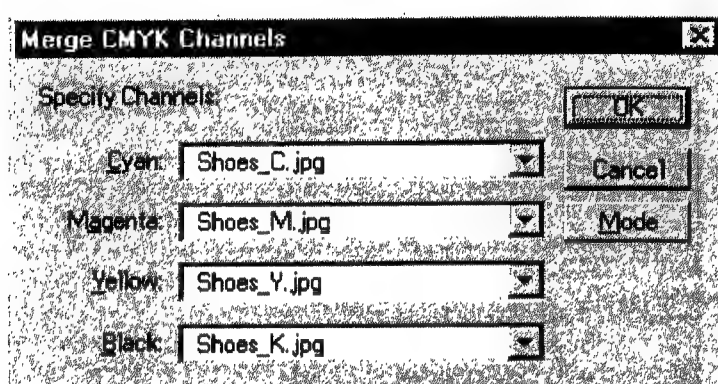 Merge CMYK Channels
Specify Channels:
OK
Cyan: Shoes_C.jpg
Cancel
Magenta: Shoes_M.jpg
Mode
Yellow: Shoes_Y.jpg
Black: Shoes_K.jpg